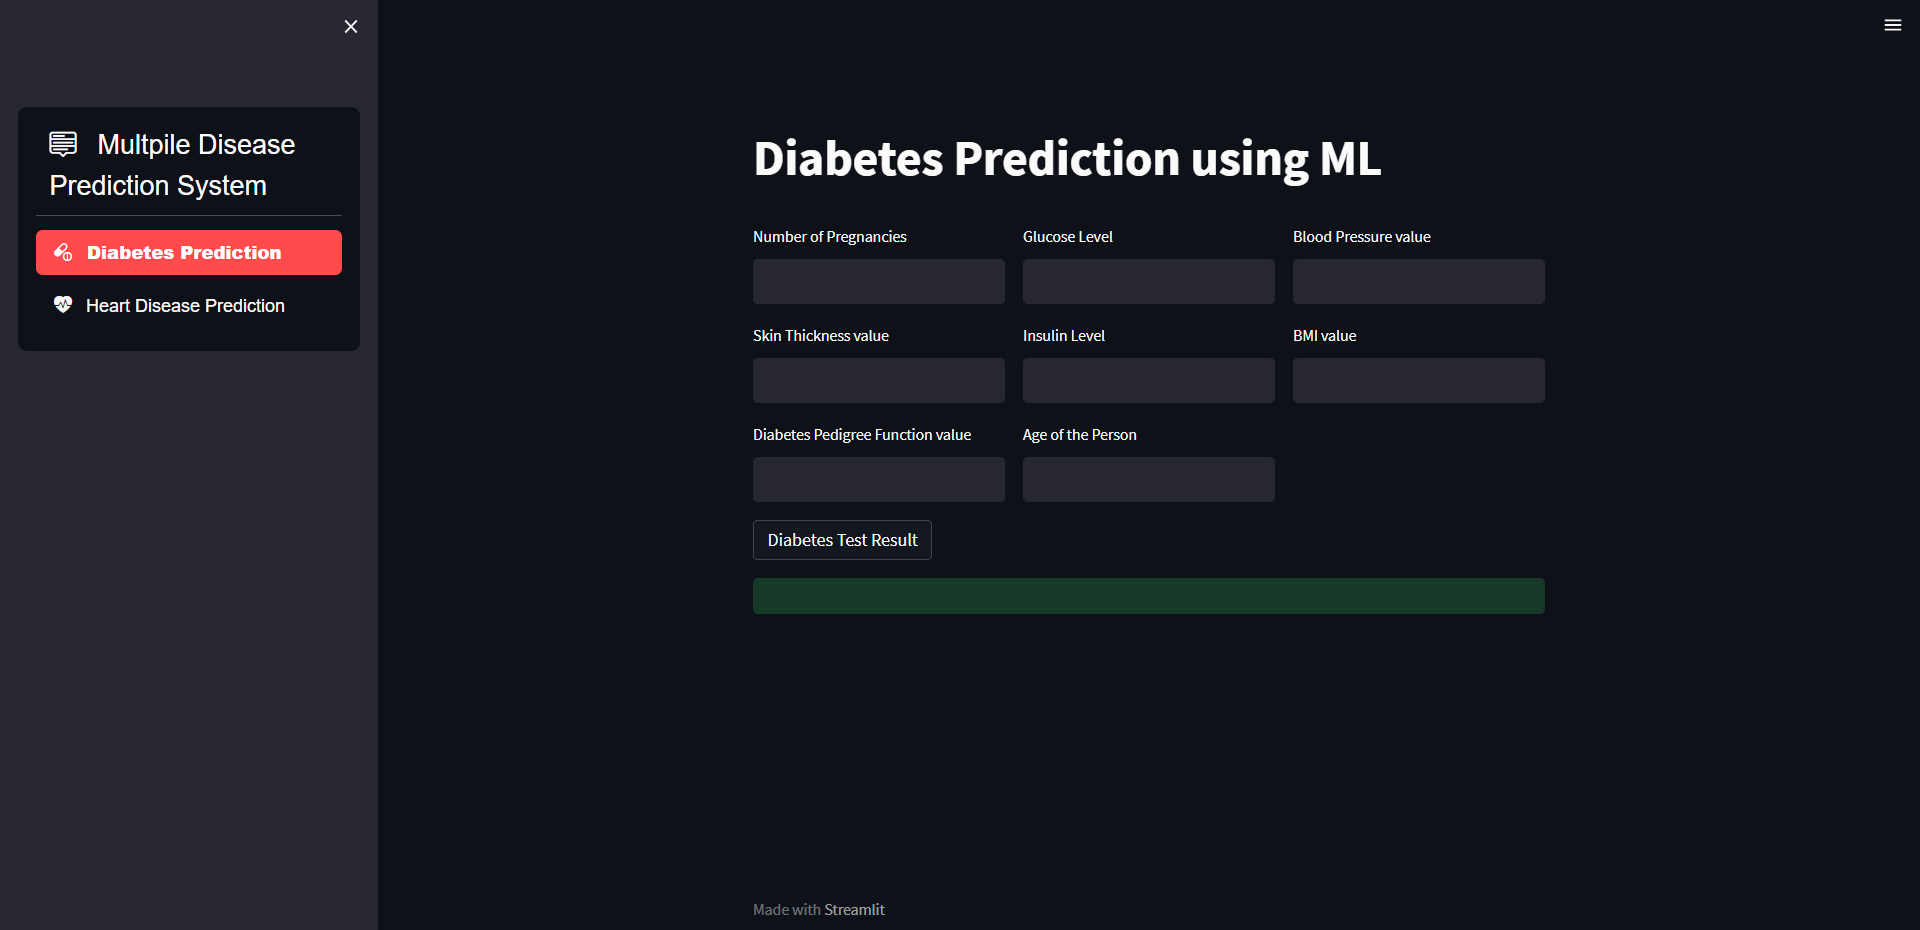 Multpile Disease
Prediction System
Diabetes Prediction
Heart Disease Prediction
Diabetes Prediction using ML
Number of Pregnancies
Glucose Level
Blood Pressure value
Skin Thickness value
Insulin Level
BMI value
Diabetes Pedigree Function value
Age of the Person
Diabetes Test Result
Made with Streamlit